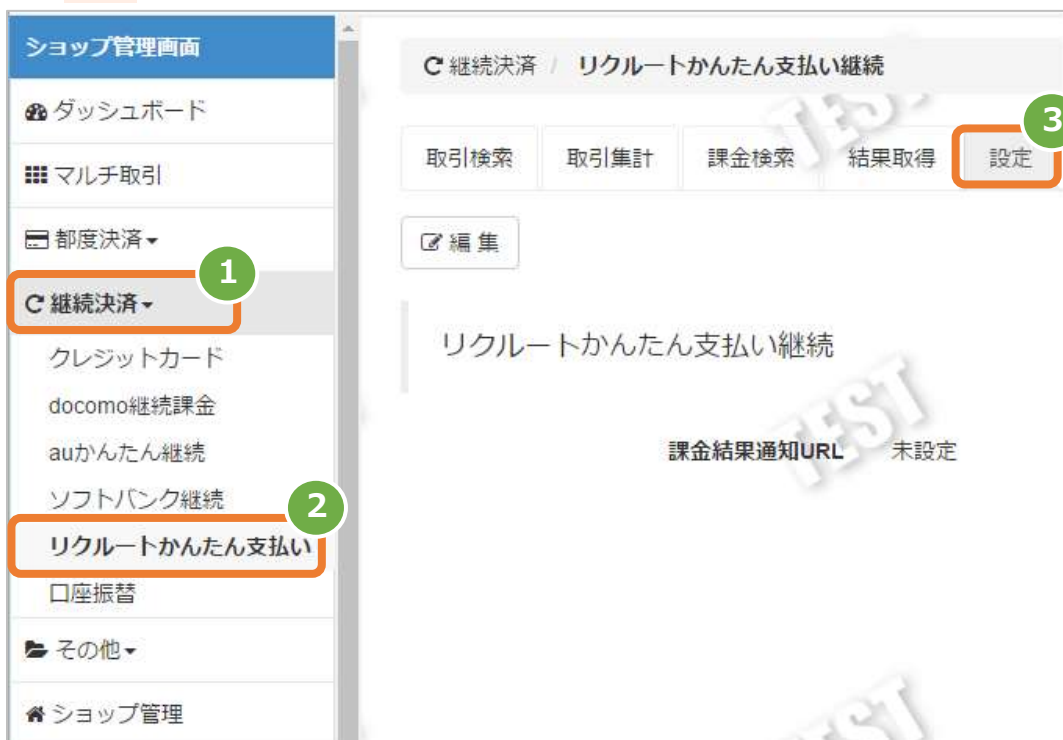 ショップ管理画面
ダッシュボード
マルチ取引
都度決済
1
継続決済
クレジットカード
docomo継続課金
auかんたん継続
ソフトバンク継続
2
リクルートかんたん支払い
口座振替
その他
ショップ管理
継続決済 / リクルートかんたん支払い継続
TEST
3
取引検索 取引集計 課金検索 結果取得 設定
編集
リクルートかんたん支払い継続
TEST
課金結果通知URL 未設定
TEST